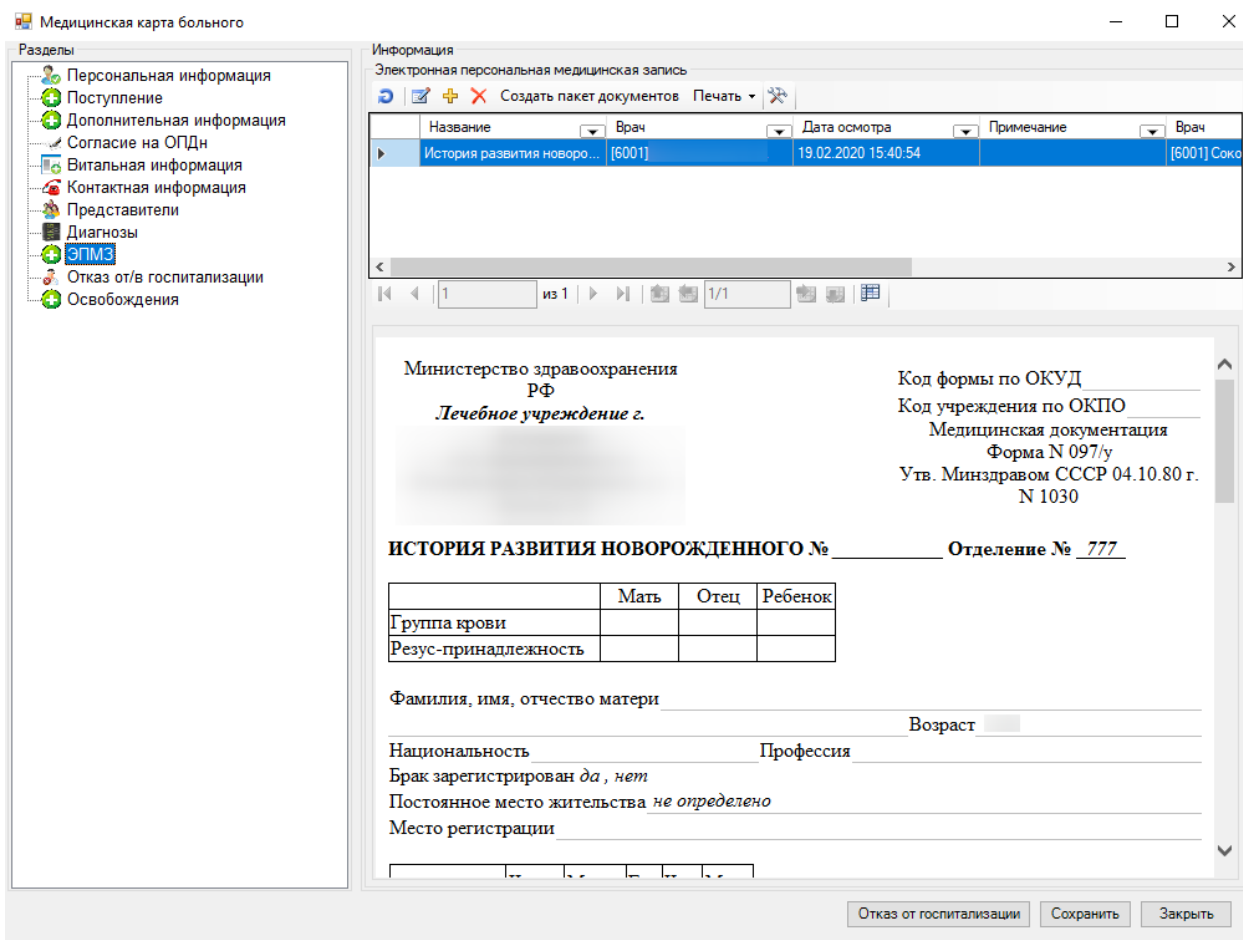 Медицинская карта больного
Разделы
Персональная информация
Поступление
Дополнительная информация
Согласие на ОПДн
Витальная информация
Контактная информация
Представители
Диагнозы
ЭПМЗ
Отказ от/в госпитализации
Освобождения
Информация
Электронная персональная медицинская запись
Создать пакет документов Печать
Название Врач Дата осмотра Примечание Врач
История развития новоро... [6001] 19.02.2020 15:40:54 [6001] Соко
1 из 1 1/1
Министерство здравоохранения
РФ
Лечебное учреждение г.
Код формы по ОКУД
Код учреждения по ОКПО
Медицинская документация
Форма N 097/у
Утв. Минздравом СССР 04.10.80 г.
N 1030
ИСТОРИЯ РАЗВИТИЯ НОВОРОЖДЕННОГО № Отделение № 777
Мать Отец Ребенок
Группа крови
Резус-принадлежность
Фамилия, имя, отчество матери
Возраст
Национальность Профессия
Брак зарегистрирован да , нет
Постоянное место жительства не определено
Место регистрации
Отказ от госпитализации Сохранить Закрыть